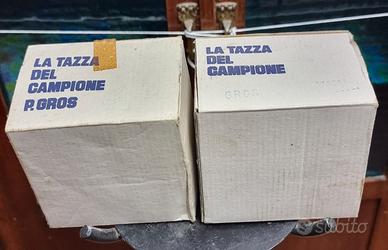 LA TAZZA
DEL
CAMPIONE
P. GROS
LA TAZZA
DEL
CAMPIONE
GROS
subito